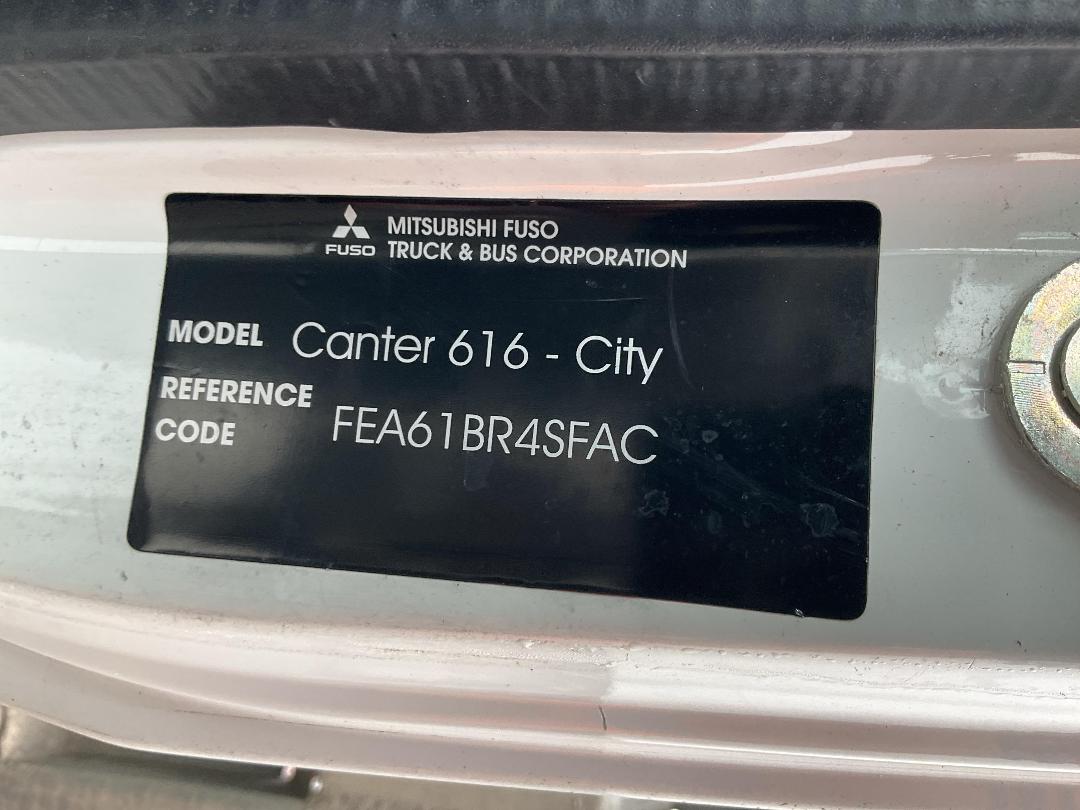 FUSO
MITSUBISHI FUSO
TRUCK & BUS CORPORATION
MODEL Canter 616 - City
REFERENCE
CODE FEA61BR4SFAC